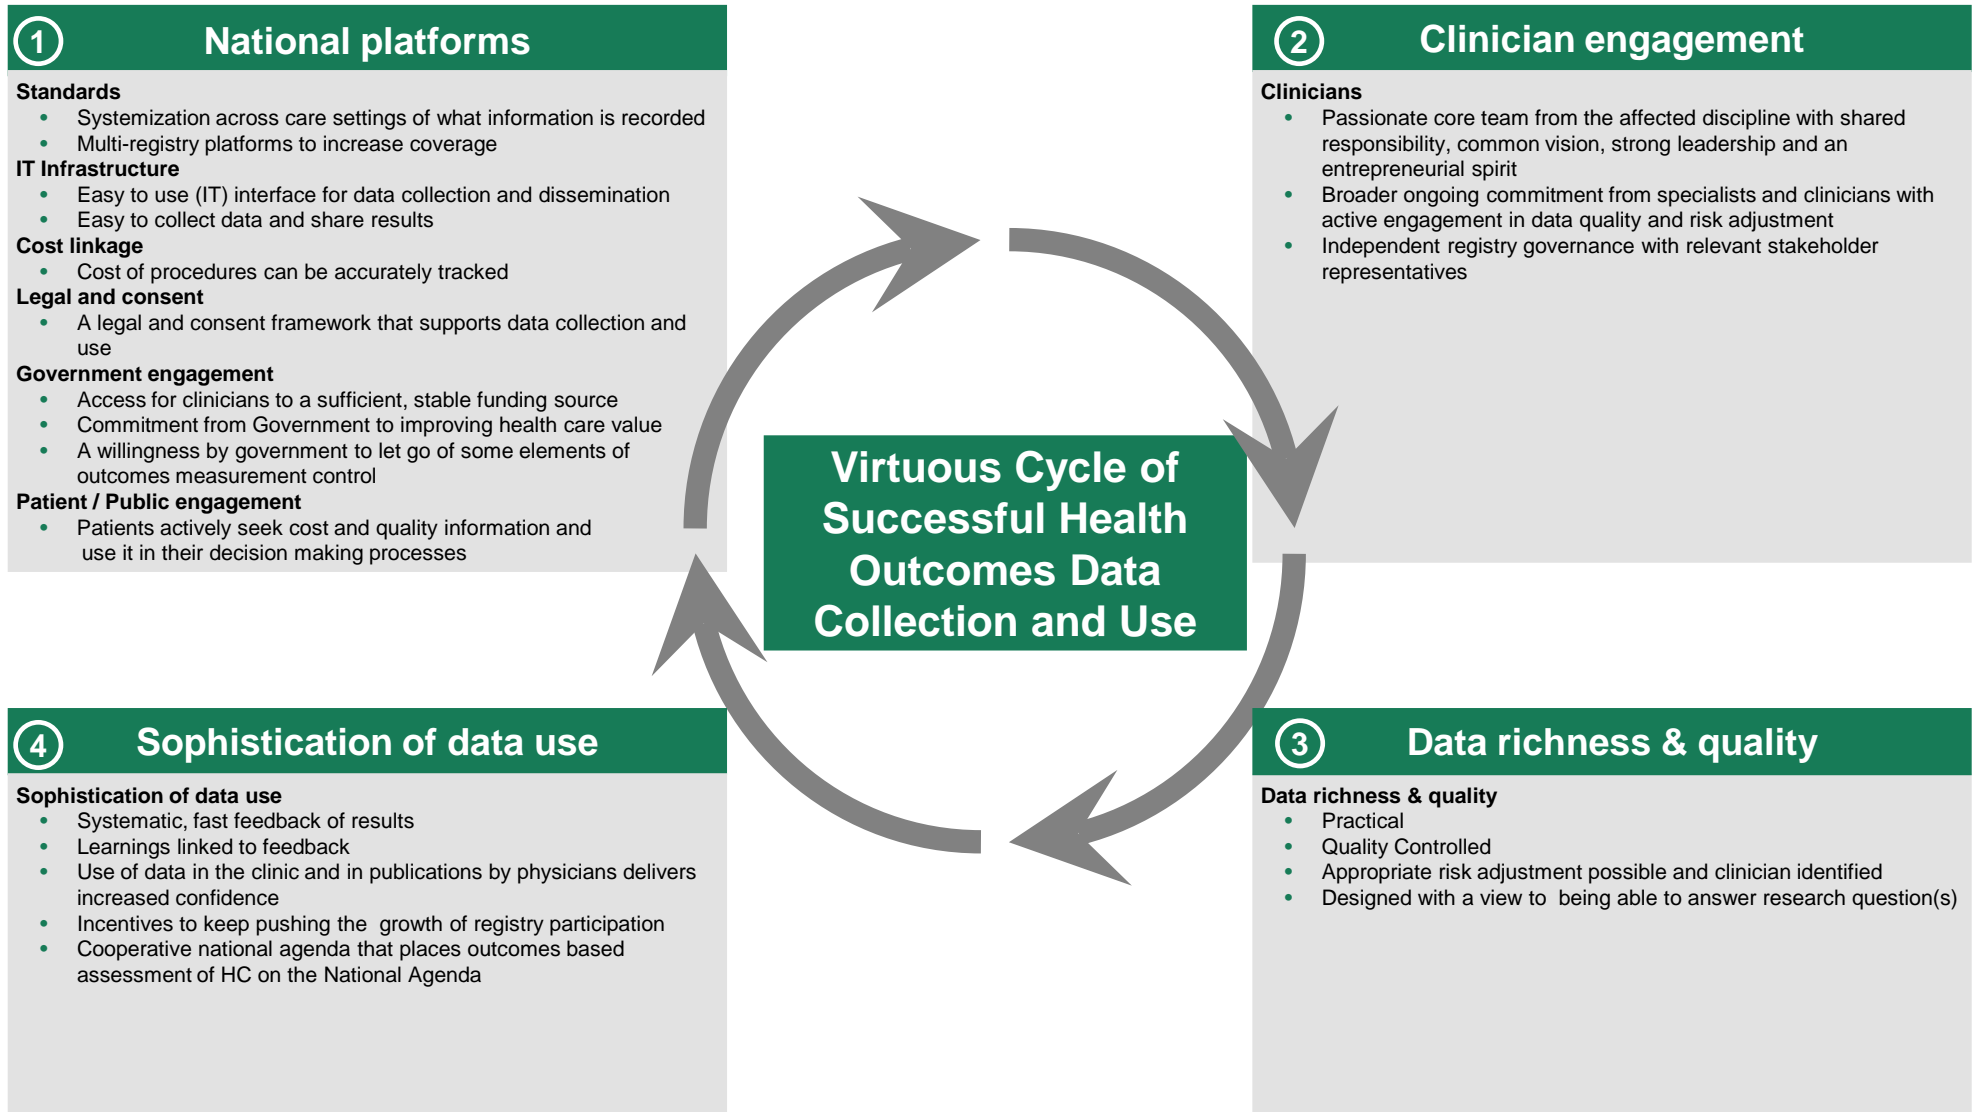 1
National platforms
Standards
• Systemization across care settings of what information is recorded
• Multi-registry platforms to increase coverage
IT Infrastructure
• Easy to use (IT) interface for data collection and dissemination
• Easy to collect data and share results
Cost linkage
• Cost of procedures can be accurately tracked
Legal and consent
• A legal and consent framework that supports data collection and
use
Government engagement
• Access for clinicians to a sufficient, stable funding source
• Commitment from Government to improving health care value
• A willingness by government to let go of some elements of
outcomes measurement control
Patient / Public engagement
• Patients actively seek cost and quality information and
use it in their decision making processes
2
Clinician engagement
Clinicians
• Passionate core team from the affected discipline with shared
responsibility, common vision, strong leadership and an
entrepreneurial spirit
• Broader ongoing commitment from specialists and clinicians with
active engagement in data quality and risk adjustment
• Independent registry governance with relevant stakeholder
representatives
Virtuous Cycle of
Successful Health
Outcomes Data
Collection and Use
4
Sophistication of data use
Sophistication of data use
• Systematic, fast feedback of results
• Learnings linked to feedback
• Use of data in the clinic and in publications by physicians delivers
increased confidence
• Incentives to keep pushing the growth of registry participation
• Cooperative national agenda that places outcomes based
assessment of HC on the National Agenda
3
Data richness & quality
Data richness & quality
• Practical
• Quality Controlled
• Appropriate risk adjustment possible and clinician identified
• Designed with a view to being able to answer research question(s)